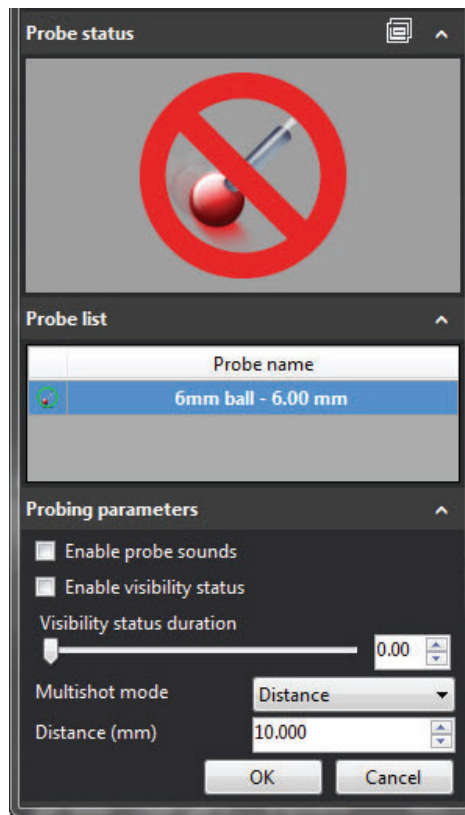 Probe status
Probe list
Probe name
6mm ball - 6.00 mm
Probing parameters
Enable probe sounds
Enable visibility status
Visibility status duration
0.00
Multishot mode
Distance
Distance (mm)
10.000
OK
Cancel